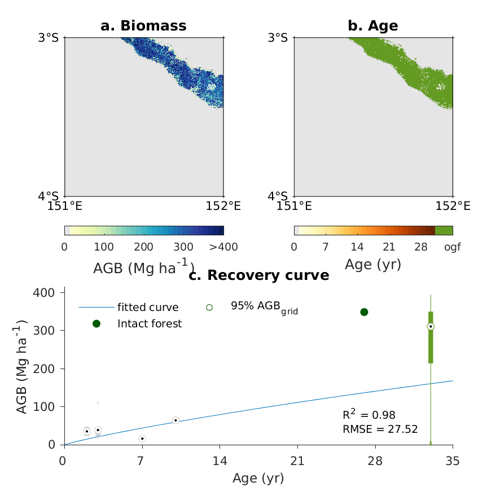 a. Biomass
b. Age
3°S
3°S
4°S
4°S
151°E 152°E
151°E 152°E
0 100 200 300 >400
0 7 14 21 28 ogf
AGB (Mg ha⁻¹)
Age (yr)
c. Recovery curve
400
300
200
100
0
AGB (Mg ha⁻¹)
fitted curve
95% AGB_grid
Intact forest
R² = 0.98
RMSE = 27.52
0 7 14 21 28 35
Age (yr)